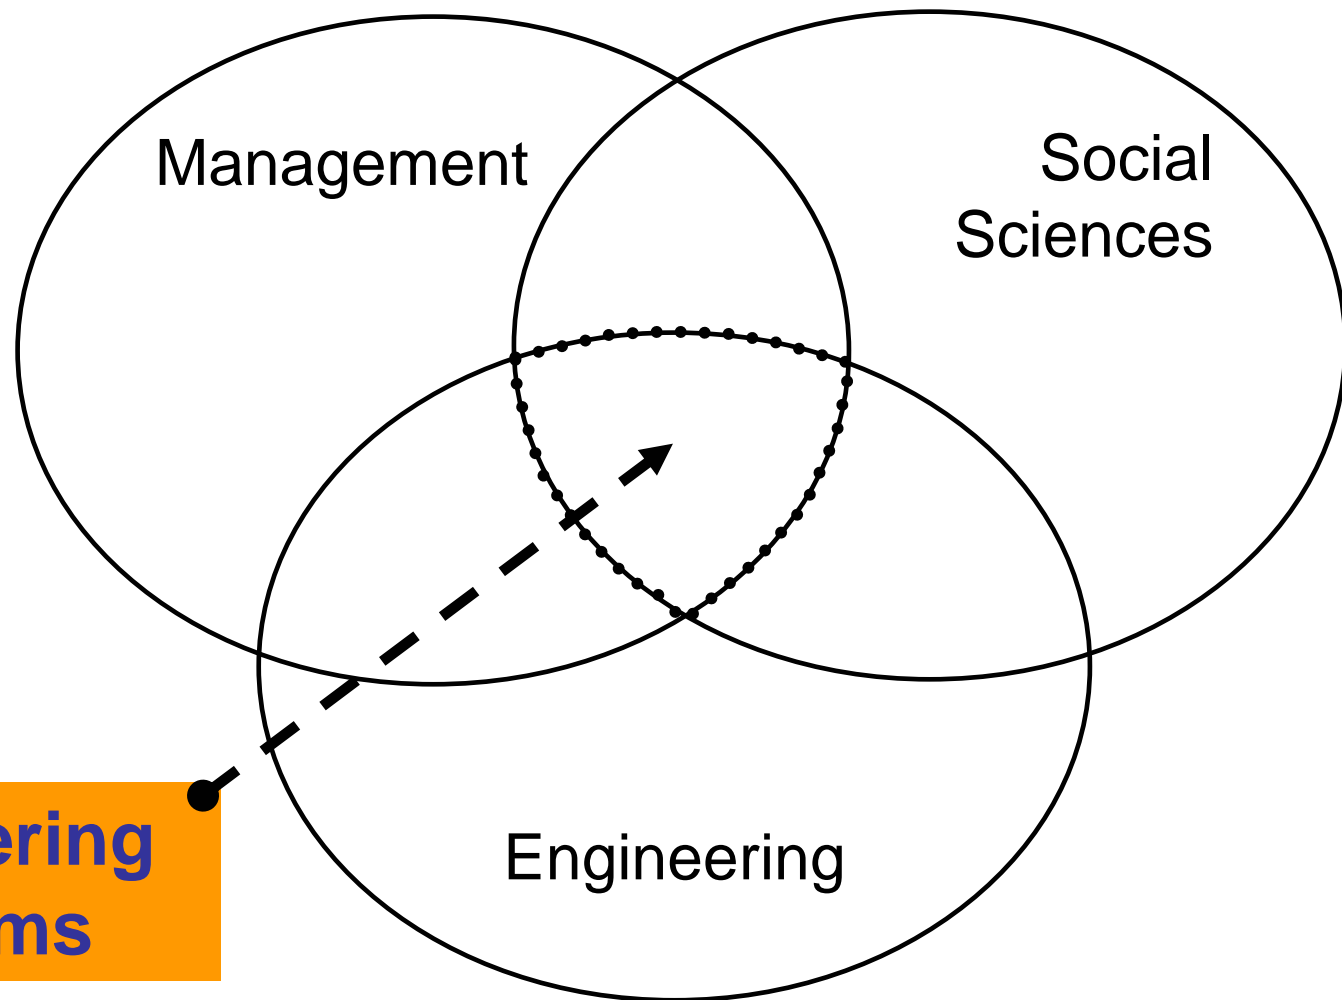 Management
Social
Sciences
Engineering
ering
ms